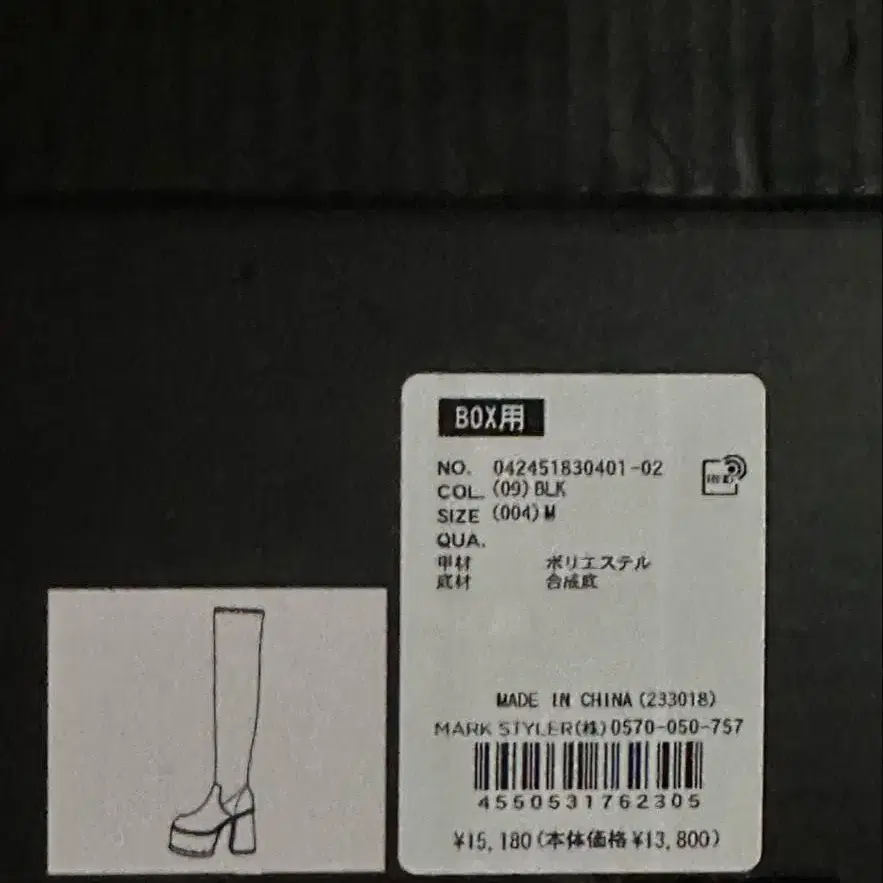 BOX用
NO. 042451830401-02
COL. (09)BLK
SIZE (004)M
QUA.
甲材 ポリエステル
底材 合成底
MADE IN CHINA(233018)
MARK STYLER(株)0570-050-757
4550531762305
¥15,180(本体価格¥13,800)